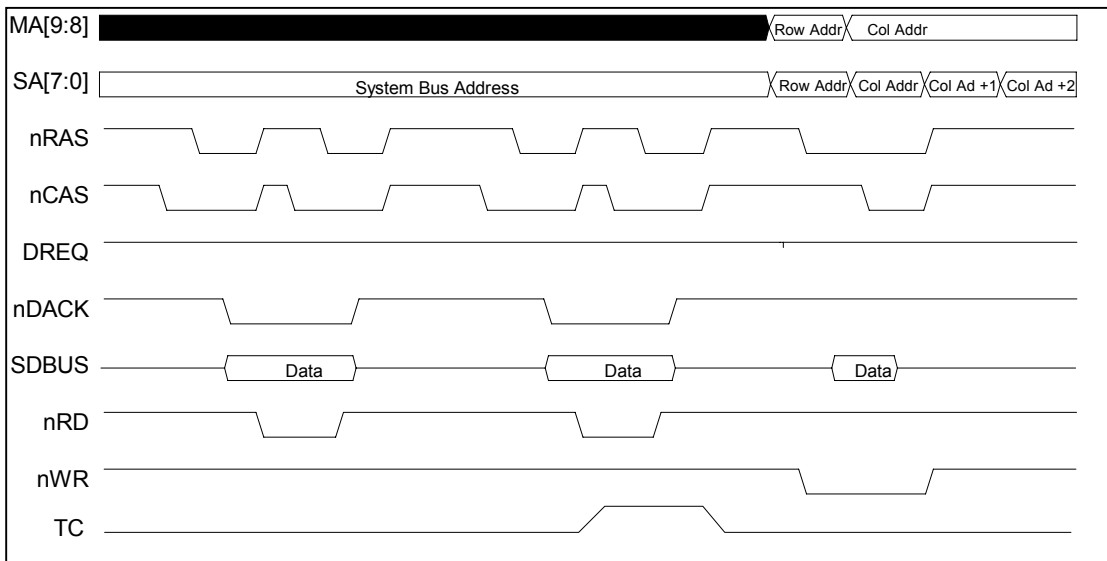 MA[9:8] Row Addr Col Addr
SA[7:0] System Bus Address Row Addr Col Addr Col Ad +1 Col Ad +2
nRAS
nCAS
DREQ
nDACK
SDBUS Data Data Data
nRD
nWR
TC